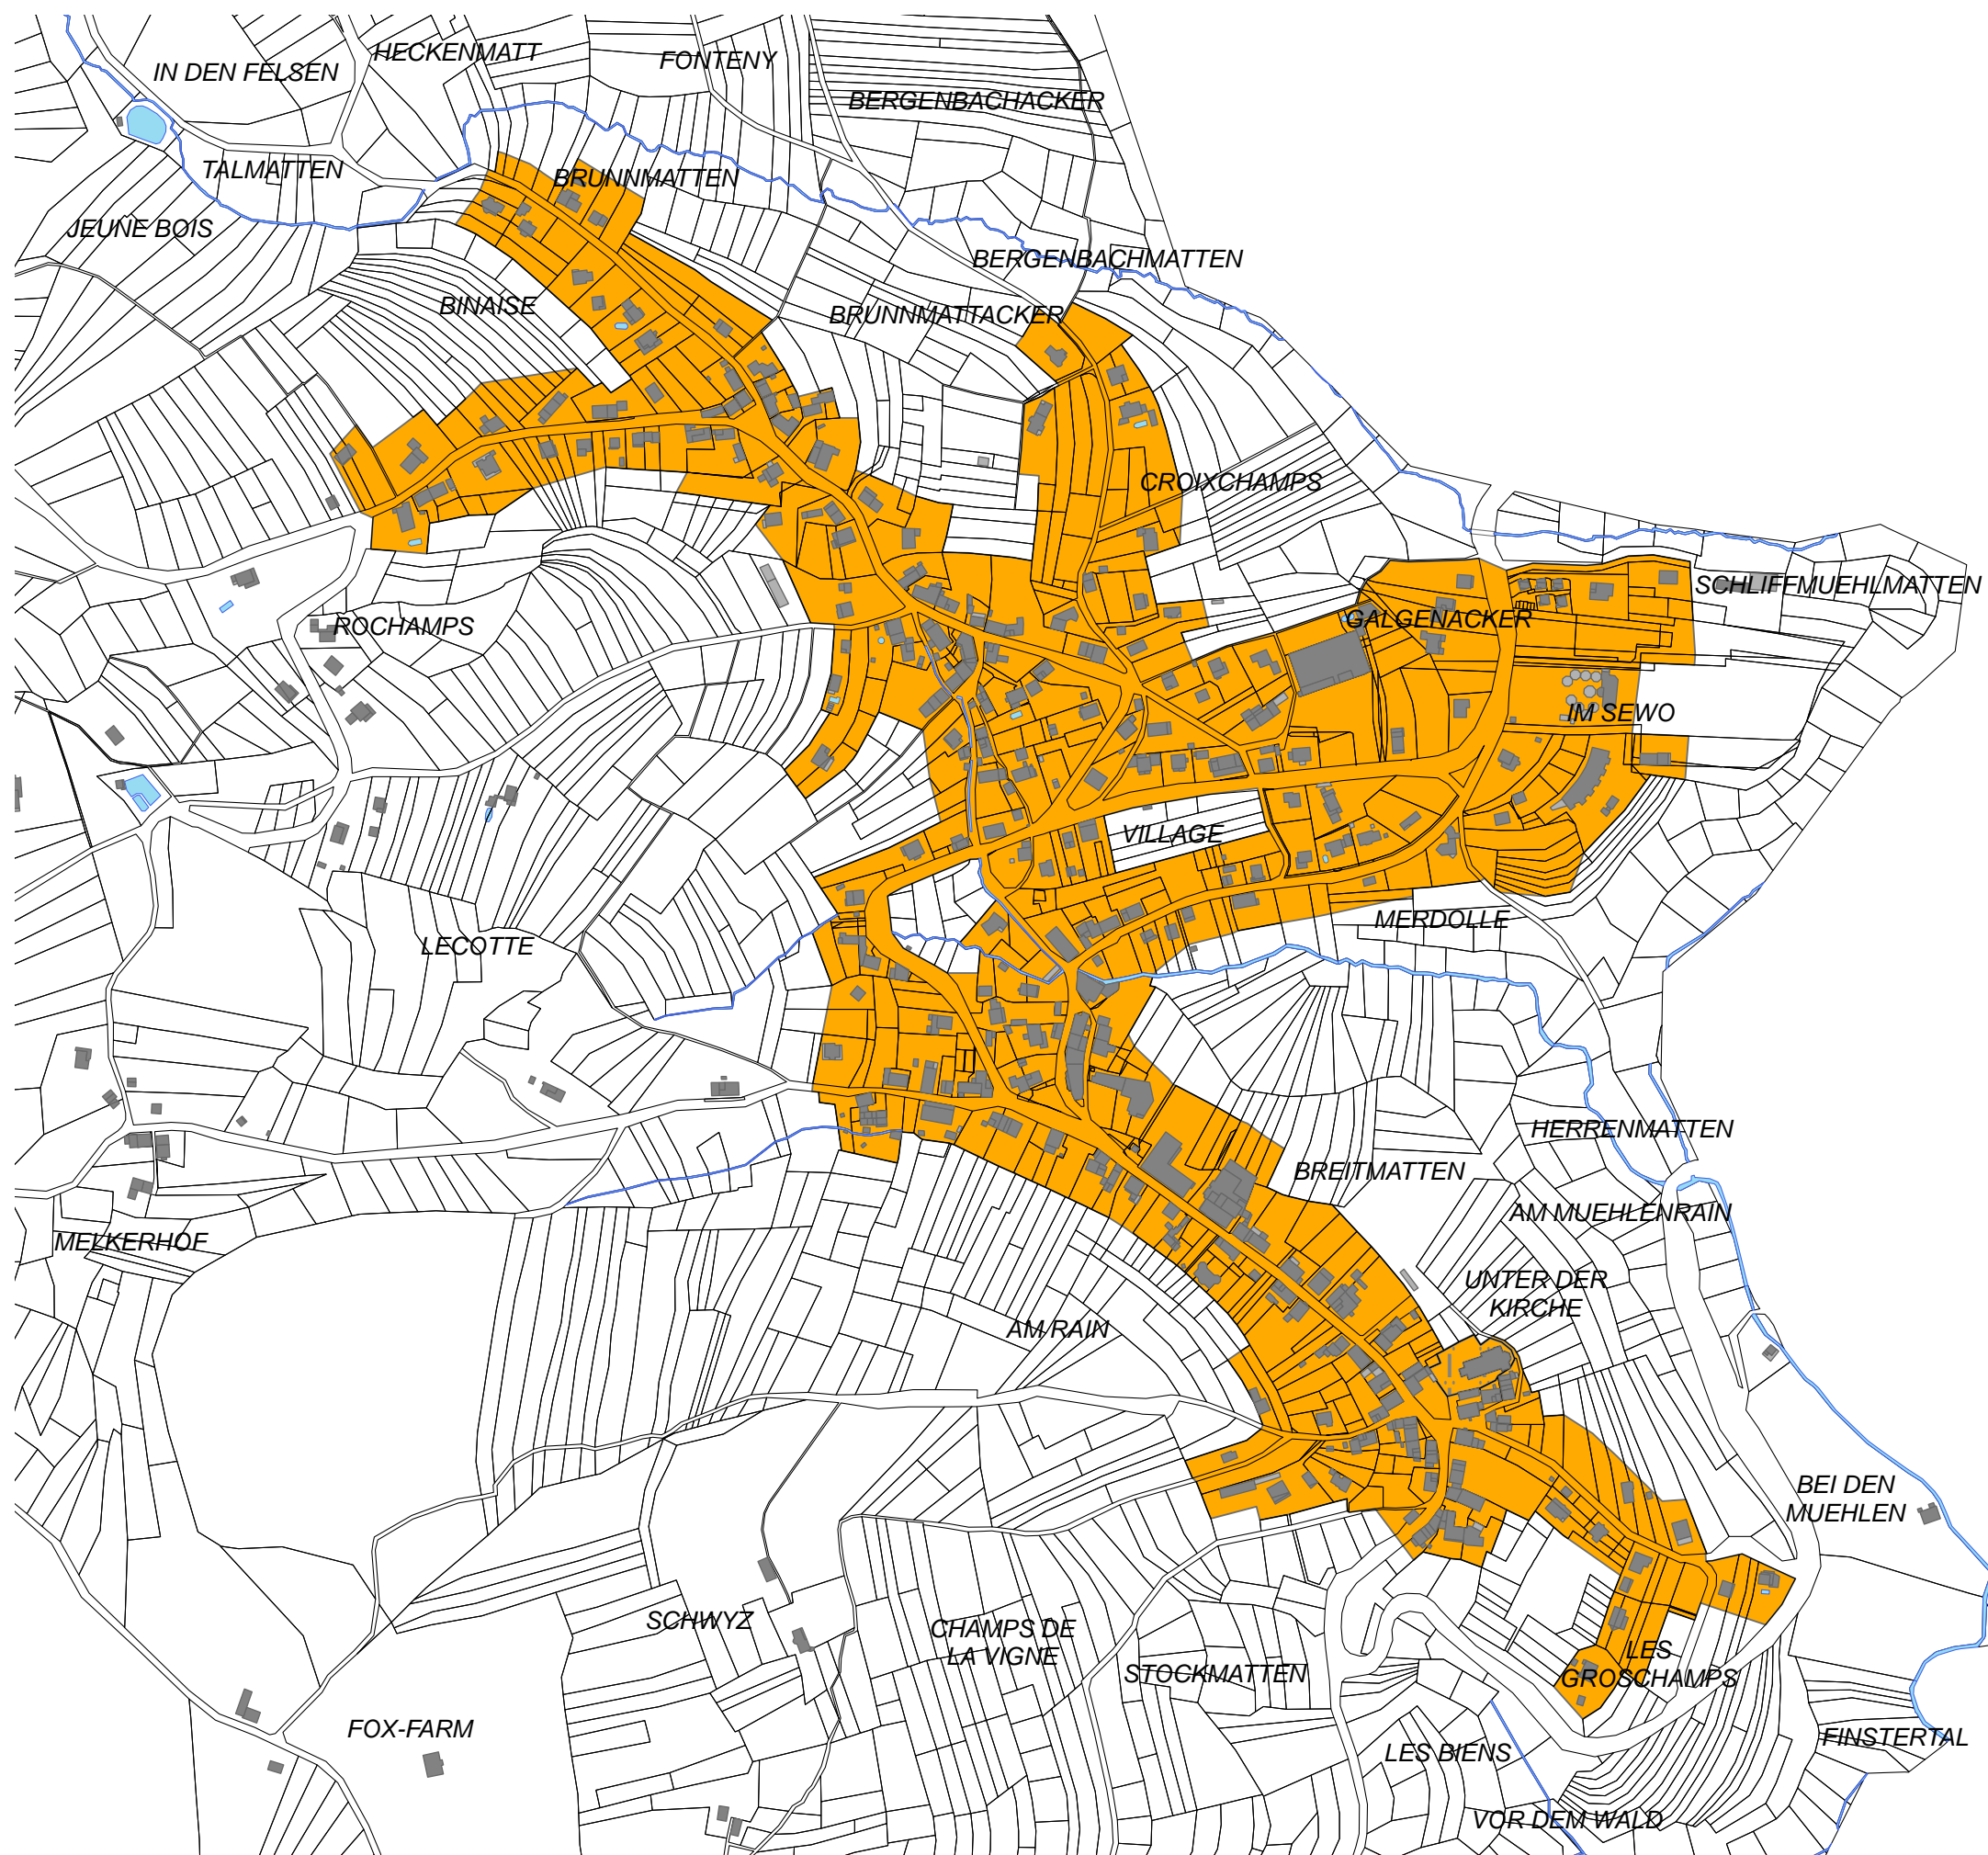 HECKENMATT
FONTENY
IN DEN FELSEN
BERGENBACHACKER
TALMATTEN
BRUNNMATTEN
JEUNE BOIS
BERGENBACHMATTEN
BINAISE
BRUNNMATTACKER
CROIXCHAMPS
SCHLIFFMUEHLMATTEN
GALGENACKER
ROCHAMPS
IM SEWO
VILLAGE
MERDOLLE
LECOTTE
HERRENMATTEN
BREITMATTEN
AM MUEHLENRAIN
MELKERHOF
UNTER DER
KIRCHE
AM RAIN
BEI DEN
MUEHLEN
SCHWYZ
CHAMPS DE
LA VIGNE
LES
GROSCHAMPS
STOCKMATTEN
FOX-FARM
FINSTERTAL
LES BIENS
VOR DEM WALD